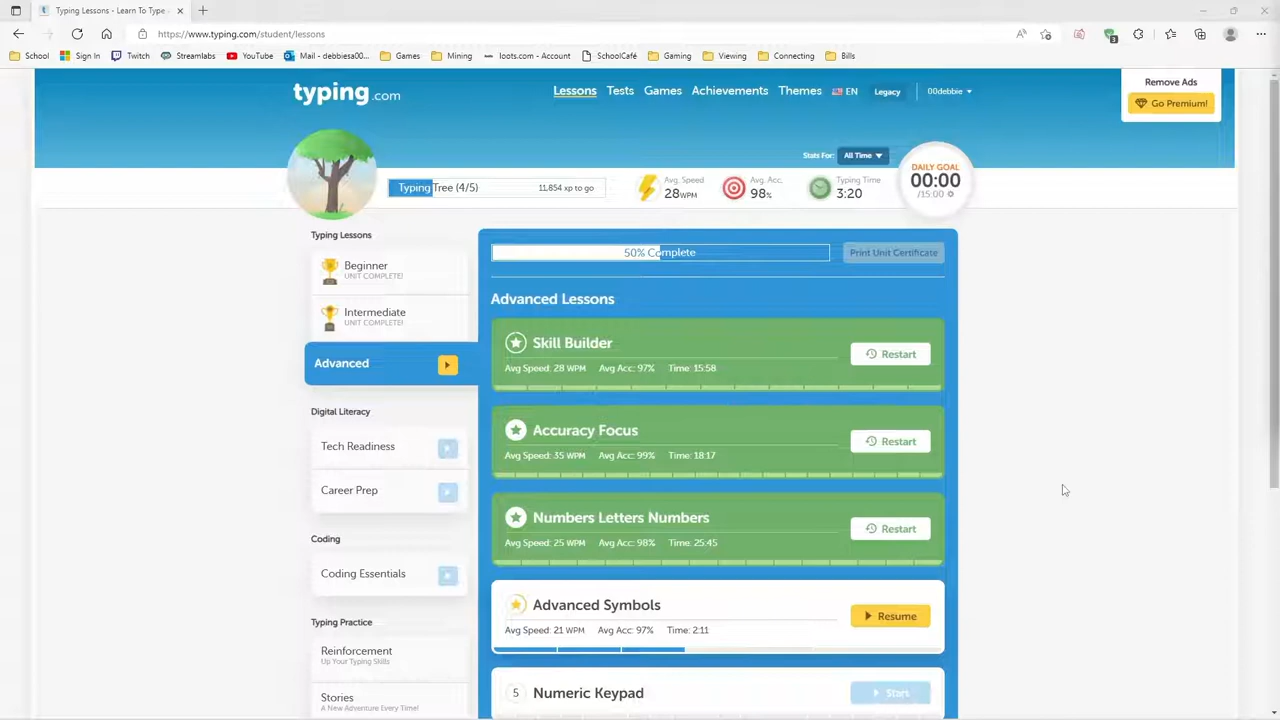 Typing Lessons - Learn To Type
https://www.typing.com/student/lessons
School Sign In Twitch Streamlabs YouTube Mail - debbiesa00... Games Mining loots.com - Account SchoolCafé Gaming Viewing Connecting Bills
typing.com
Lessons Tests Games Achievements Themes EN Legacy 00debbie
Remove Ads
Go Premium!
Stats For: All Time
Typing Tree (4/5) 11,854 xp to go
Avg. Speed
28WPM
Avg. Acc.
98%
Typing Time
3:20
DAILY GOAL
00:00
/15:00
Typing Lessons
Beginner
UNIT COMPLETE!
Intermediate
UNIT COMPLETE!
Advanced
Digital Literacy
Tech Readiness
Career Prep
Coding
Coding Essentials
Typing Practice
Reinforcement
Up Your Typing Skills
Stories
A New Adventure Every Time!
50% Complete
Print Unit Certificate
Advanced Lessons
Skill Builder
Avg Speed: 28 WPM Avg Acc: 97% Time: 15:58
Restart
Accuracy Focus
Avg Speed: 35 WPM Avg Acc: 99% Time: 18:17
Restart
Numbers Letters Numbers
Avg Speed: 25 WPM Avg Acc: 98% Time: 25:45
Restart
Advanced Symbols
Avg Speed: 21 WPM Avg Acc: 97% Time: 2:11
Resume
5 Numeric Keypad
Start